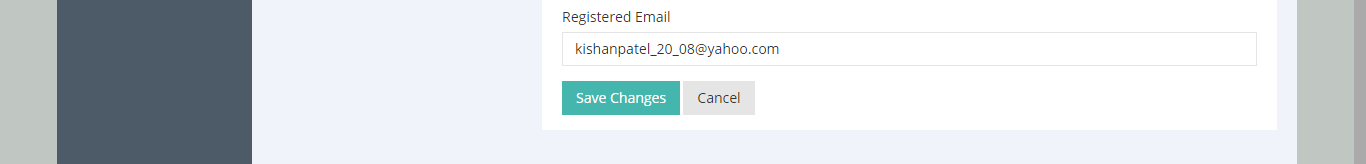 Registered Email
kishanpatel_20_08@yahoo.com
Save Changes Cancel